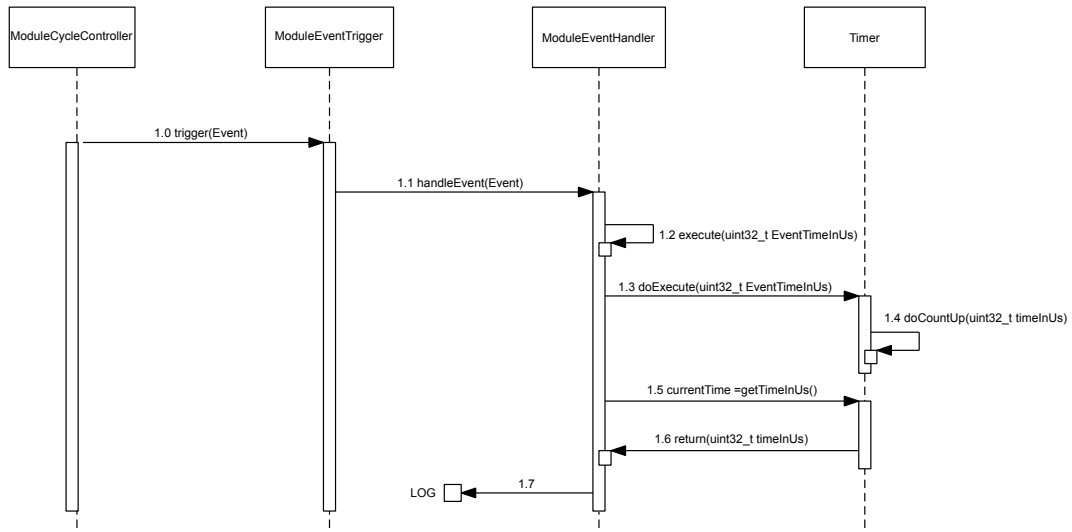 ModuleCycleController
ModuleEventTrigger
ModuleEventHandler
Timer
1.0 trigger(Event)
1.1 handleEvent(Event)
1.2 execute(uint32_t EventTimeInUs)
1.3 doExecute(uint32_t EventTimeInUs)
1.4 doCountUp(uint32_t timeInUs)
1.5 currentTime =getTimeInUs()
1.6 return(uint32_t timeInUs)
1.7
LOG